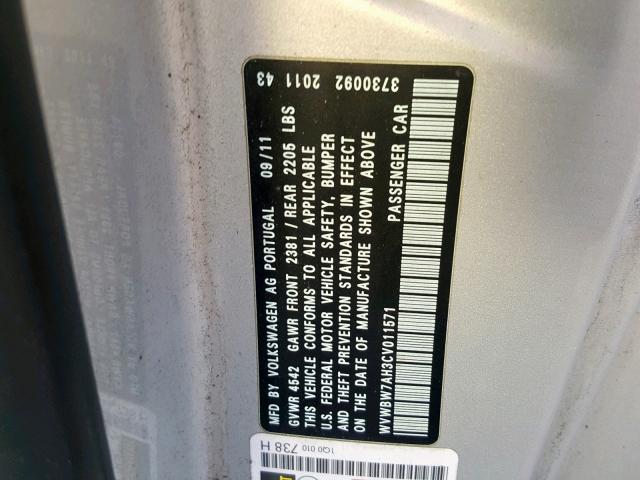 3730092 2011 43
MFD BY VOLKSWAGEN AG PORTUGAL 09/11
GVWR 4542 GAWR FRONT 2381 / REAR 2205 LBS
THIS VEHICLE CONFORMS TO ALL APPLICABLE
U.S. FEDERAL MOTOR VEHICLE SAFETY, BUMPER
AND THEFT PREVENTION STANDARDS IN EFFECT
ON THE DATE OF MANUFACTURE SHOWN ABOVE
WVWBW7AH3CV011571 PASSENGER CAR
1Q0 010 738 H